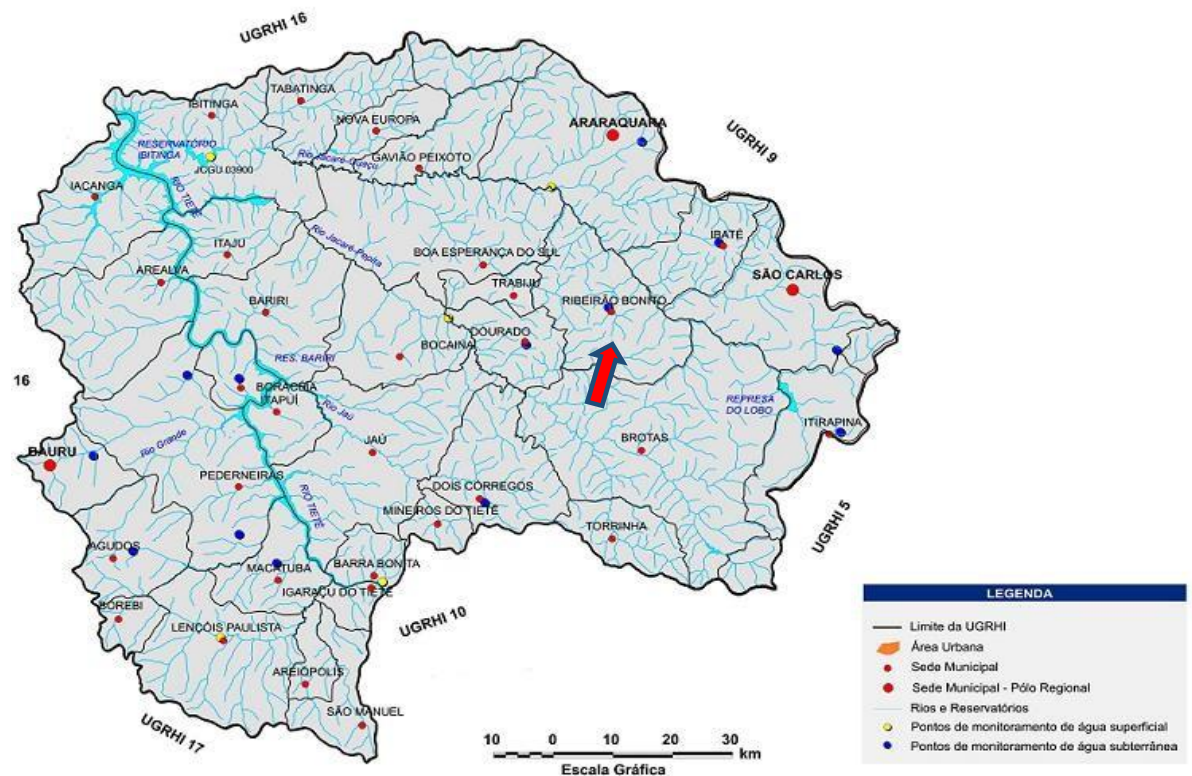 UGRHI 16
TABATINGA
IBITINGA
NOVA EUROPA
ARARAQUARA
UGRHI 9
RESERVATÓRIO
IBITINGA
Rio Jacaré-Guaçu
GAVIÃO PEIXOTO
JCGU 03900
IACANGA
RIO TIETÊ
IBATÉ
Rio Jacaré-Pepira
ITAJU
BOA ESPERANÇA DO SUL
AREALVA
SÃO CARLOS
TRABIJU
BARIRI
RIBEIRÃO BONITO
DOURADO
BOCAINA
RES. BARIRI
16
BORACÉIA
ITAPUÍ
Rio Jaú
REPRESA
DO LOBO
ITIRAPINA
Rio Grande
JAÚ
BROTAS
BAURU
PEDERNEIRAS
RIO TIETÊ
DOIS CÓRREGOS
MINEIROS DO TIETÊ
UGRHI 5
TORRINHA
AGUDOS
MACATUBA
BARRA BONITA
IGARAÇU DO TIETÊ
BOREBI
UGRHI 10
LENÇÓIS PAULISTA
AREIÓPOLIS
SÃO MANUEL
UGRHI 17
LEGENDA
Limite da UGRHI
Área Urbana
Sede Municipal
Sede Municipal - Pólo Regional
Rios e Reservatórios
Pontos de monitoramento de água superficial
Pontos de monitoramento de água subterrânea
10 0 10 20 30 km
Escala Gráfica